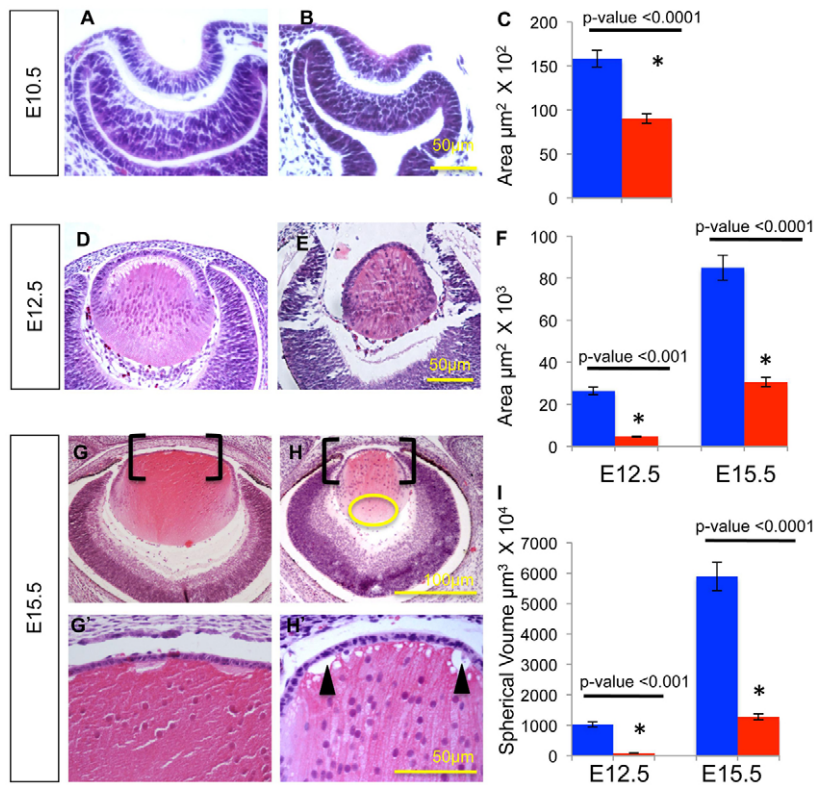 E10.5
A
B
50µm
C
p-value <0.0001
*
Area µm² X 10²
200
150
100
50
0
E12.5
D
E
50µm
F
p-value <0.0001
p-value <0.001
*
*
Area µm² X 10³
100
80
60
40
20
0
E12.5 E15.5
E15.5
G
H
100µm
G'
H'
50µm
I
p-value <0.0001
p-value <0.001
*
*
Spherical Voume µm³ X 10⁴
7000
6000
5000
4000
3000
2000
1000
0
E12.5 E15.5